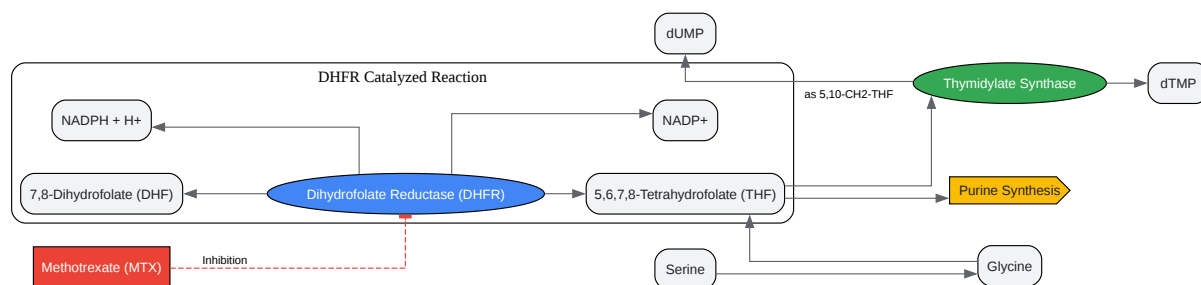 dUMP
DHFR Catalyzed Reaction
as 5,10-CH2-THF
Thymidylate Synthase
dTMP
NADPH + H+
NADP+
7,8-Dihydrofolate (DHF)
Dihydrofolate Reductase (DHFR)
5,6,7,8-Tetrahydrofolate (THF)
Purine Synthesis
Methotrexate (MTX)
Inhibition
Serine
Glycine